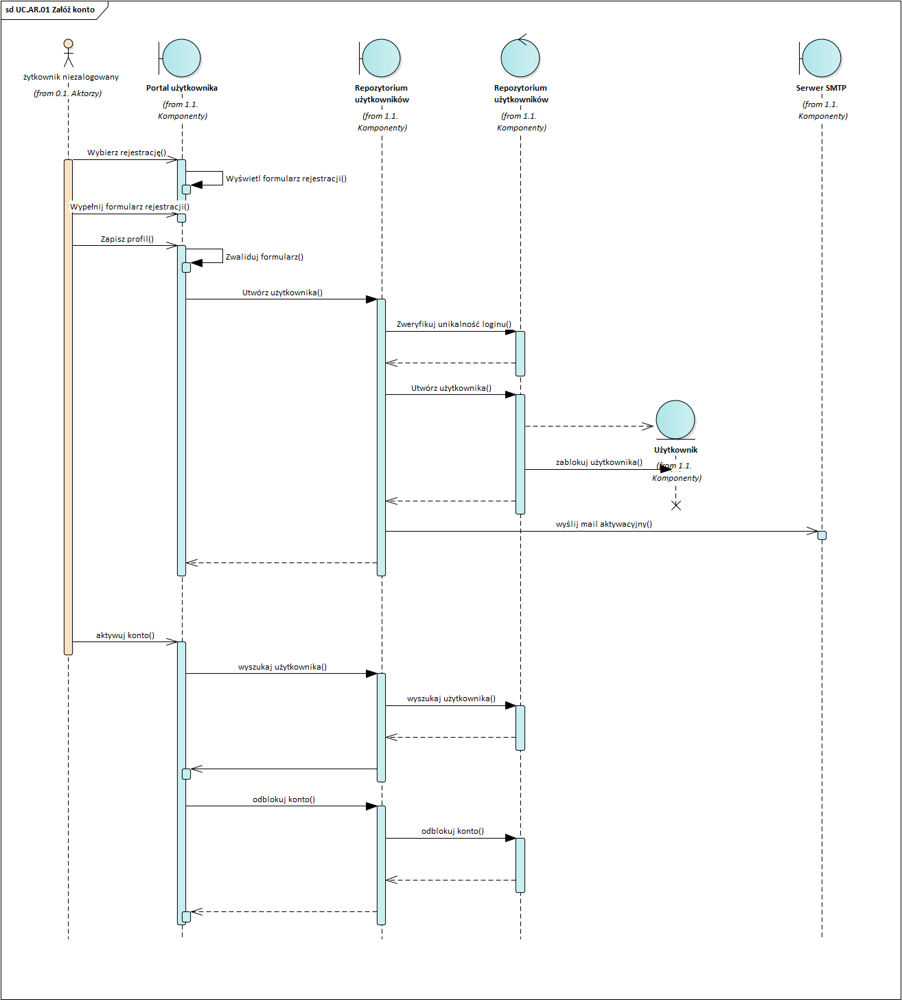 sd UC.AR.01 Załóż konto
żytkownik niezalogowany
(from 0.1. Aktorzy)
Portal użytkownika
(from 1.1.
Komponenty)
Repozytorium
użytkowników
(from 1.1.
Komponenty)
Repozytorium
użytkowników
(from 1.1.
Komponenty)
Serwer SMTP
(from 1.1.
Komponenty)
Wybierz rejestrację()
Wyświetl formularz rejestracji()
Wypełnij formularz rejestracji()
Zapisz profil()
Zwaliduj formularz()
Utwórz użytkownika()
Zweryfikuj unikalność loginu()
Utwórz użytkownika()
Użytkownik
(from 1.1.
Komponenty)
zablokuj użytkownika()
wyślij mail aktywacyjny()
aktywuj konto()
wyszukaj użytkownika()
wyszukaj użytkownika()
odblokuj konto()
odblokuj konto()